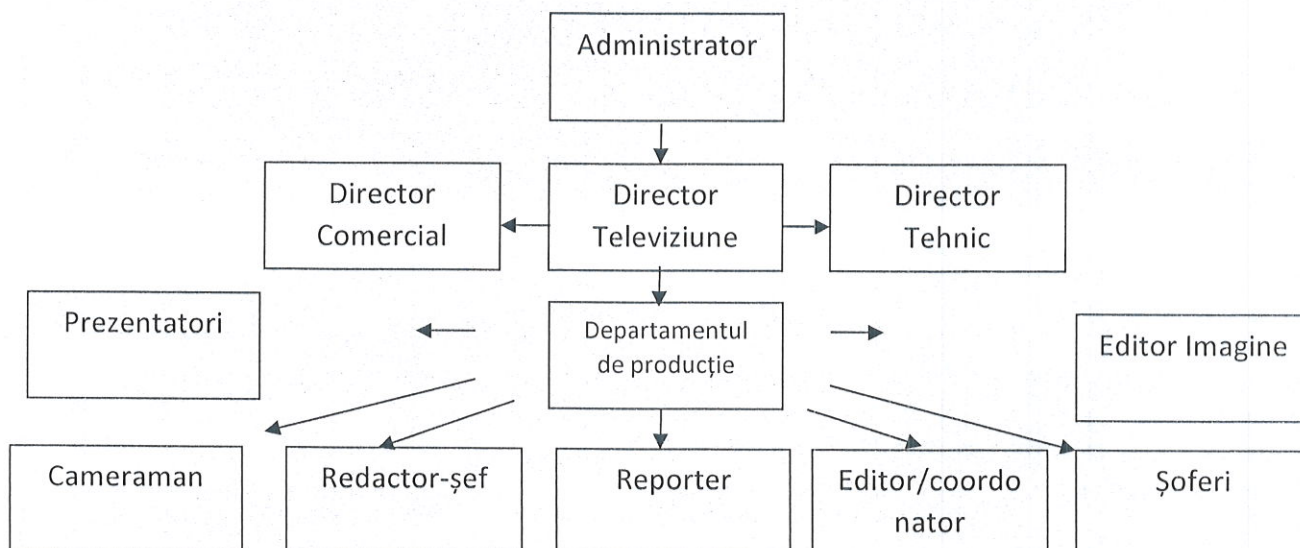 Administrator
Director
Comercial
Director
Televiziune
Director
Tehnic
Prezentatori
Departamentul
de producție
Editor Imagine
Cameraman
Redactor-șef
Reporter
Editor/coordo
nator
Șoferi